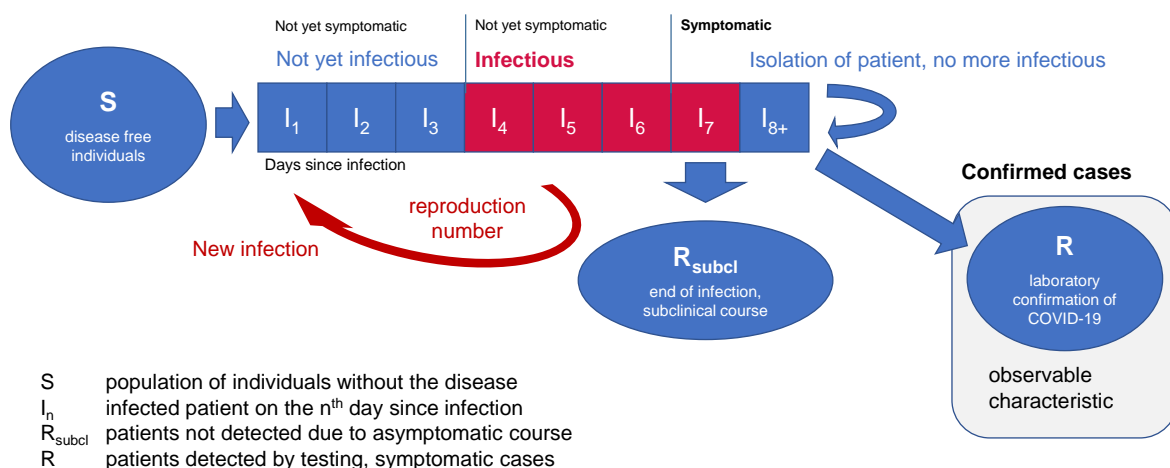 Not yet symptomatic
Not yet symptomatic
Symptomatic
Not yet infectious
Infectious
Isolation of patient, no more infectious
S
disease free
individuals
I1
I2
I3
I4
I5
I6
I7
I8+
Days since infection
reproduction
number
New infection
Rsubcl
end of infection,
subclinical course
Confirmed cases
R
laboratory
confirmation of
COVID-19
observable
characteristic
S population of individuals without the disease
In infected patient on the nth day since infection
Rsubcl patients not detected due to asymptomatic course
R patients detected by testing, symptomatic cases